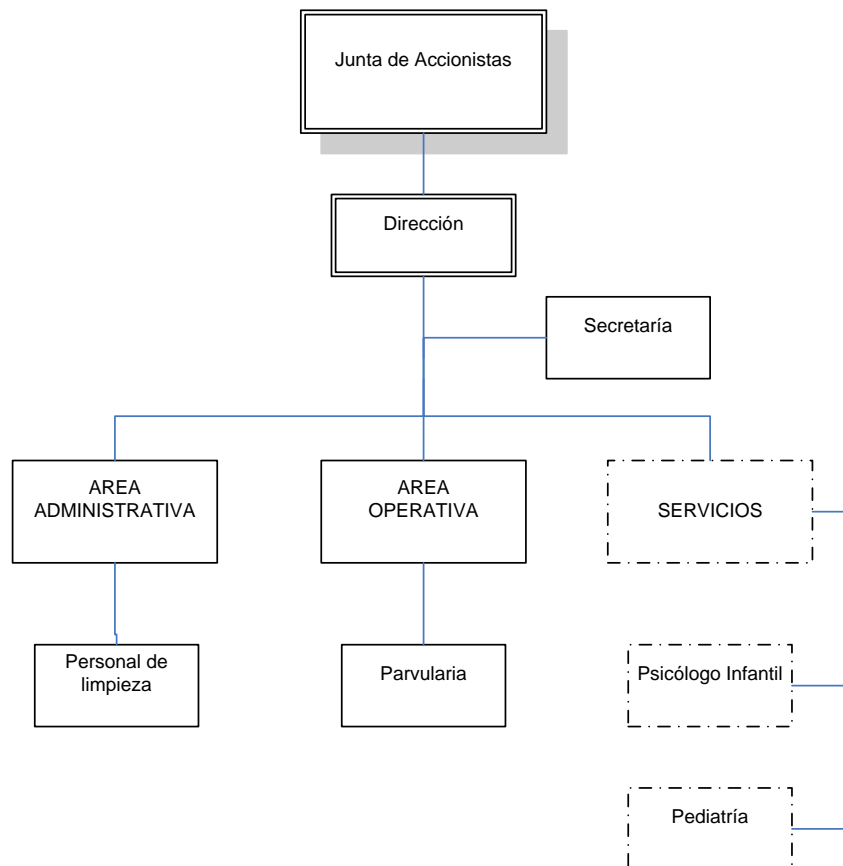 Junta de Accionistas
Dirección
Secretaría
AREA
ADMINISTRATIVA
AREA
OPERATIVA
SERVICIOS
Personal de
limpieza
Parvularia
Psicólogo Infantil
Pediatría